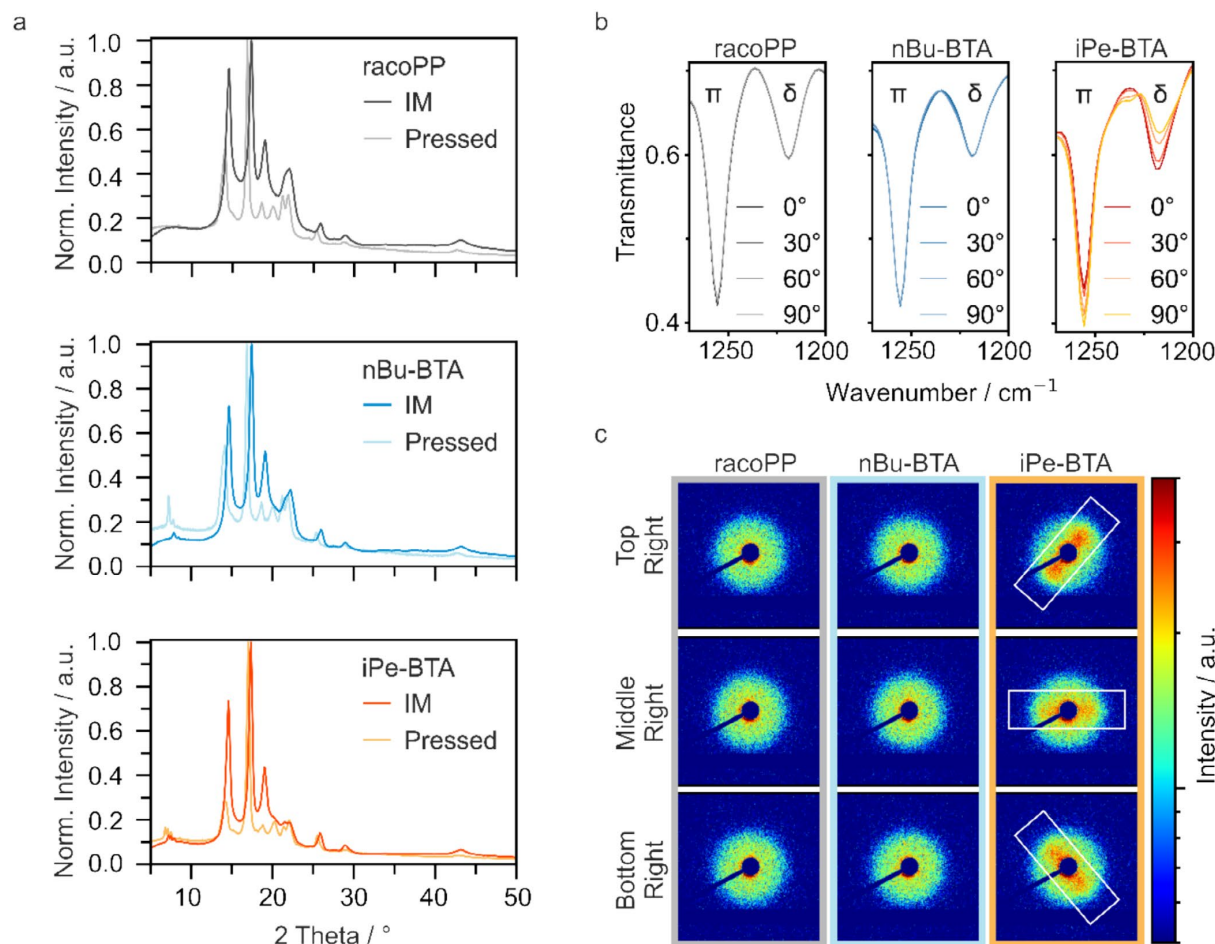 a
racoPP
IM
Pressed
Norm. Intensity / a.u.
1.0
0.8
0.6
0.4
0.2
0.0
nBu-BTA
IM
Pressed
Norm. Intensity / a.u.
1.0
0.8
0.6
0.4
0.2
0.0
iPe-BTA
IM
Pressed
Norm. Intensity / a.u.
1.0
0.8
0.6
0.4
0.2
0.0
10 20 30 40 50
2 Theta / °
b
racoPP nBu-BTA iPe-BTA
π δ π δ π δ
Transmittance
0.6
0.4
0° 0° 0°
30° 30° 30°
60° 60° 60°
90° 90° 90°
1250 1200 1250 1200 1250 1200
Wavenumber / cm⁻¹
c
racoPP nBu-BTA iPe-BTA
Top
Right
Middle
Right
Bottom
Right
Intensity / a.u.